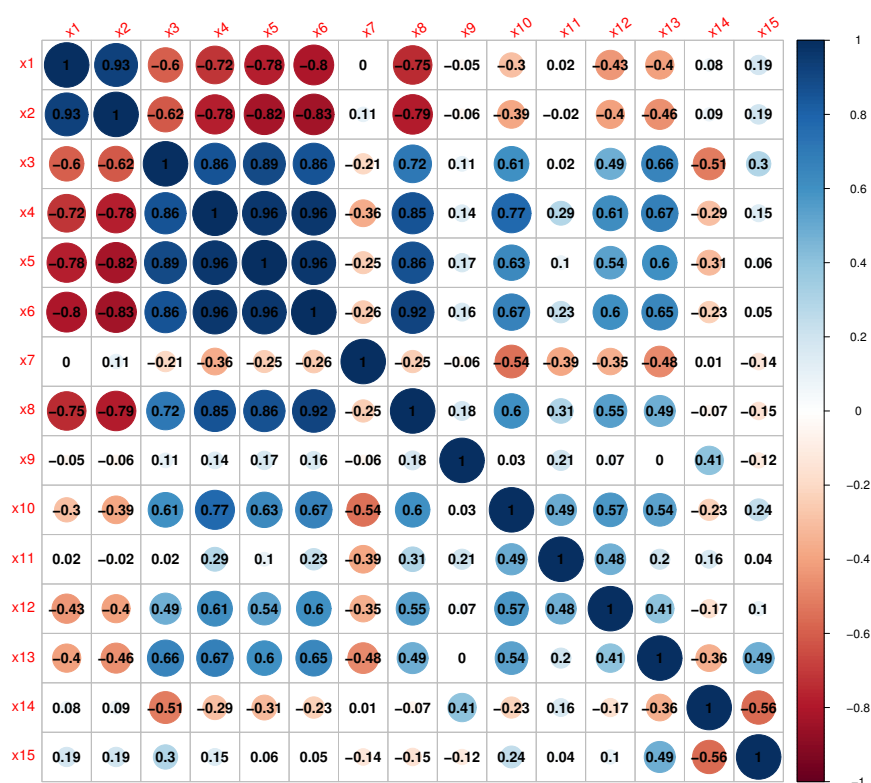 x1 x2 x3 x4 x5 x6 x7 x8 x9 x10 x11 x12 x13 x14 x15
x1 1 0.93 −0.6 −0.72 −0.78 −0.8 0 −0.75 −0.05 −0.3 0.02 −0.43 −0.4 0.08 0.19
x2 0.93 1 −0.62 −0.78 −0.82 −0.83 0.11 −0.79 −0.06 −0.39 −0.02 −0.4 −0.46 0.09 0.19
x3 −0.6 −0.62 1 0.86 0.89 0.86 −0.21 0.72 0.11 0.61 0.02 0.49 0.66 −0.51 0.3
x4 −0.72 −0.78 0.86 1 0.96 0.96 −0.36 0.85 0.14 0.77 0.29 0.61 0.67 −0.29 0.15
x5 −0.78 −0.82 0.89 0.96 1 0.96 −0.25 0.86 0.17 0.63 0.1 0.54 0.6 −0.31 0.06
x6 −0.8 −0.83 0.86 0.96 0.96 1 −0.26 0.92 0.16 0.67 0.23 0.6 0.65 −0.23 0.05
x7 0 0.11 −0.21 −0.36 −0.25 −0.26 1 −0.25 −0.06 −0.54 −0.39 −0.35 −0.48 0.01 −0.14
x8 −0.75 −0.79 0.72 0.85 0.86 0.92 −0.25 1 0.18 0.6 0.31 0.55 0.49 −0.07 −0.15
x9 −0.05 −0.06 0.11 0.14 0.17 0.16 −0.06 0.18 1 0.03 0.21 0.07 0 0.41 −0.12
x10 −0.3 −0.39 0.61 0.77 0.63 0.67 −0.54 0.6 0.03 1 0.49 0.57 0.54 −0.23 0.24
x11 0.02 −0.02 0.02 0.29 0.1 0.23 −0.39 0.31 0.21 0.49 1 0.48 0.2 0.16 0.04
x12 −0.43 −0.4 0.49 0.61 0.54 0.6 −0.35 0.55 0.07 0.57 0.48 1 0.41 −0.17 0.1
x13 −0.4 −0.46 0.66 0.67 0.6 0.65 −0.48 0.49 0 0.54 0.2 0.41 1 −0.36 0.49
x14 0.08 0.09 −0.51 −0.29 −0.31 −0.23 0.01 −0.07 0.41 −0.23 0.16 −0.17 −0.36 1 −0.56
x15 0.19 0.19 0.3 0.15 0.06 0.05 −0.14 −0.15 −0.12 0.24 0.04 0.1 0.49 −0.56 1
1
0.8
0.6
0.4
0.2
0
−0.2
−0.4
−0.6
−0.8
−1